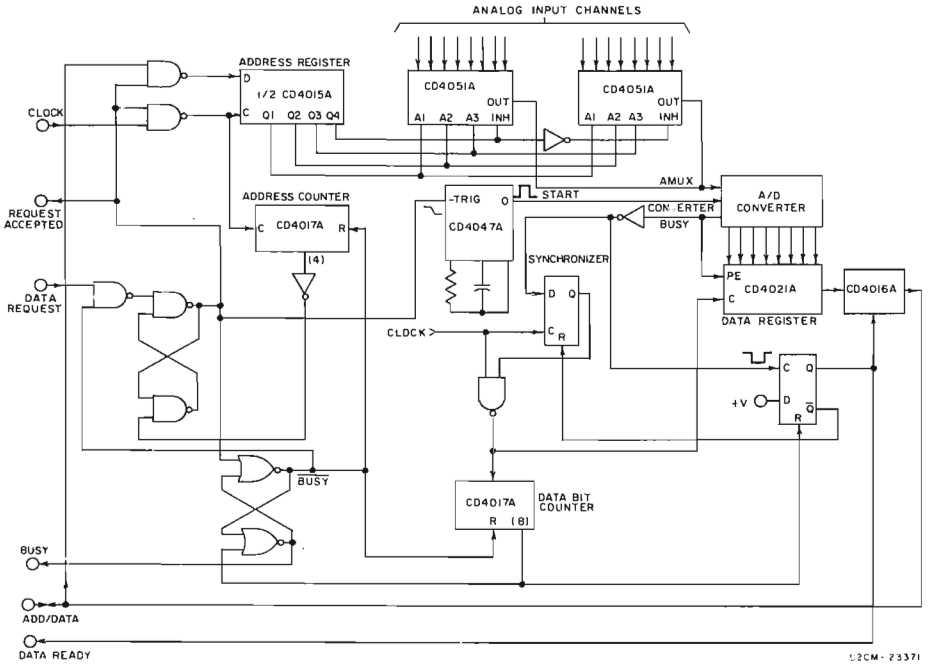 ANALOG INPUT CHANNELS
ADDRESS REGISTER
D
1/2 CD4015A
C Q1 Q2 Q3 Q4
CD4051A
OUT
A1 A2 A3 INH
CD4051A
OUT
A1 A2 A3 INH
CLOCK
REQUEST
ACCEPTED
ADDRESS COUNTER
C CD4017A R
(4)
-TRIG O
CD4047A
START
AMUX
CONVERTER
BUSY
A/D
CONVERTER
DATA
REQUEST
SYNCHRONIZER
D Q
C
R
CLOCK
PE
CD4021A
C
DATA REGISTER
CD4016A
C Q
+V
D
Q
R
BUSY
CD4017A
R (8)
DATA BIT
COUNTER
BUSY
ADD/DATA
DATA READY
92CM-23371